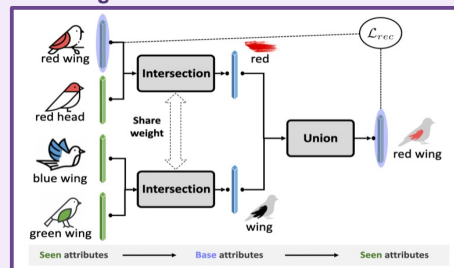 red wing
red head
blue wing
green wing
Intersection
Share
weight
Intersection
red
wing
Union
L_rec
red wing
Seen attributes → Base attributes → Seen attributes